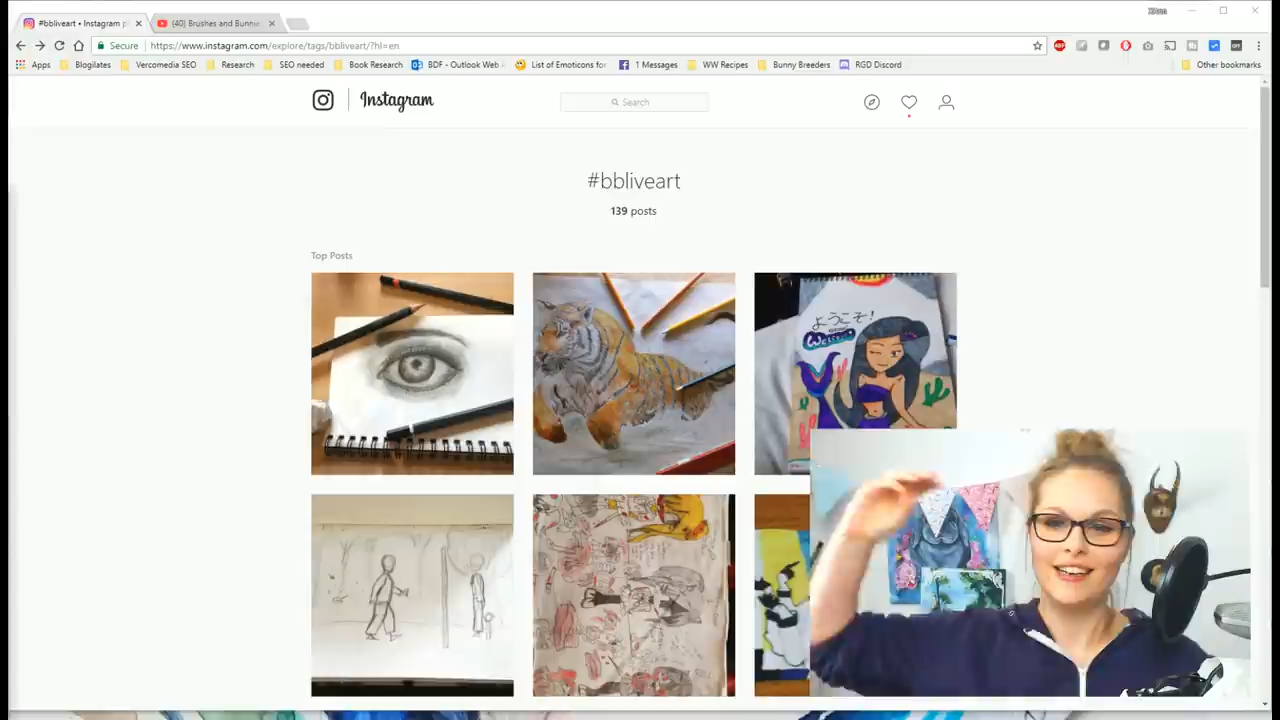 #bbliveart • Instagram p
(40) Brushes and Bunnie
Secure
https://www.instagram.com/explore/tags/bbliveart/?hl=en
Apps
Blogilates
Vercomedia SEO
Research
SEO needed
Book Research
BDF - Outlook Web
List of Emoticons for
1 Messages
WW Recipes
Bunny Breeders
RGD Discord
Other bookmarks
Instagram
Search
#bbliveart
139 posts
Top Posts
ようこそ!
Welcome